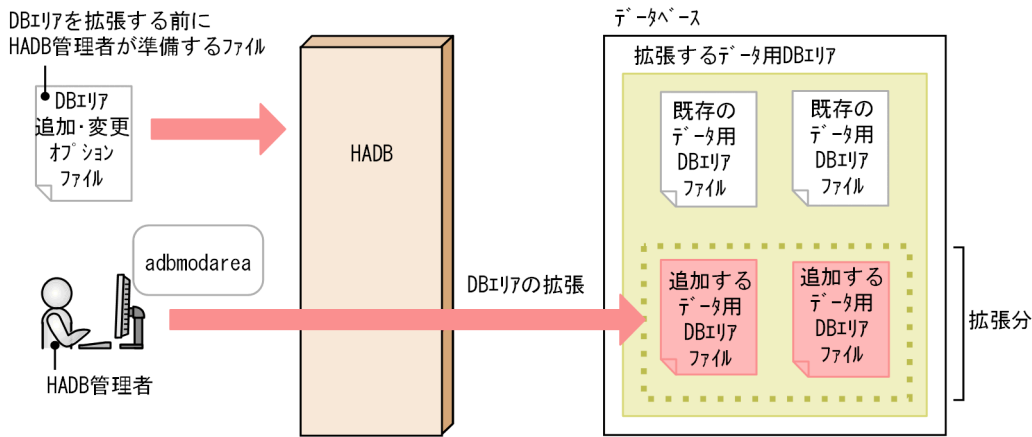 DBエリアを拡張する前に
HADB管理者が準備するファイル
DBエリア
追加・変更
オプション
ファイル
HADB
adbmodarea
HADB管理者
DBエリアの拡張
データベース
拡張するデータ用DBエリア
既存の
データ用
DBエリア
ファイル
既存の
データ用
DBエリア
ファイル
追加する
データ用
DBエリア
ファイル
追加する
データ用
DBエリア
ファイル
拡張分